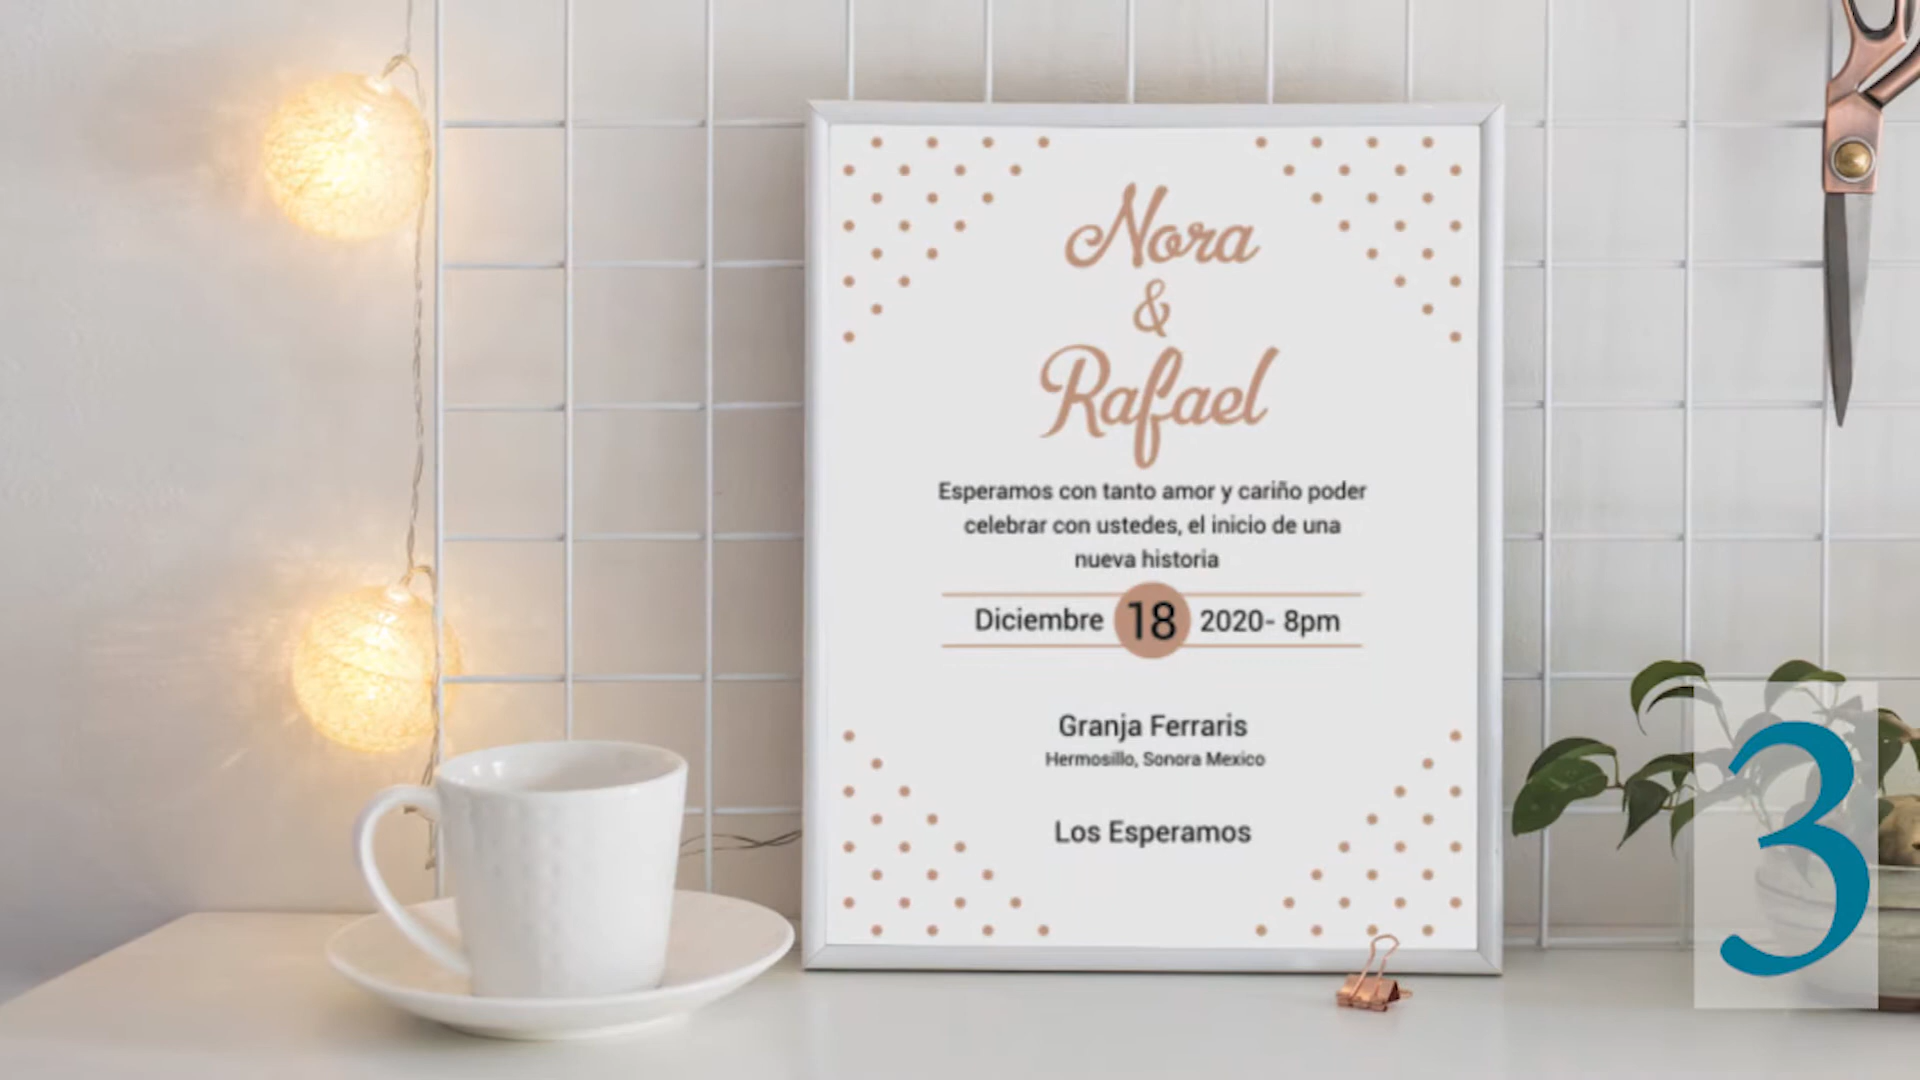 Nora
&
Rafael
Esperamos con tanto amor y cariño poder
celebrar con ustedes, el inicio de una
nueva historia
Diciembre 18 2020- 8pm
Granja Ferraris
Hermosillo, Sonora Mexico
Los Esperamos
3